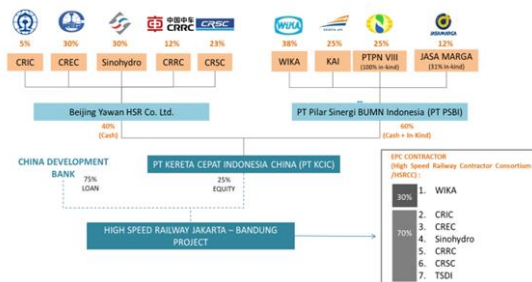 中国中车
CRRC
CRSC
WIKA
JASAMARGA
5%
30%
30%
12%
23%
38%
25%
25%
12%
CRIC
CREC
Sinohydro
CRRC
CRSC
WIKA
KAI
PTPN VIII
(100% in-kind)
JASA MARGA
(31% in-kind)
Beijing Yawan HSR Co. Ltd.
PT Pilar Sinergi BUMN Indonesia (PT PSBI)
40%
(Cash)
60%
(Cash + In Kind)
CHINA DEVELOPMENT
BANK
PT KERETA CEPAT INDONESIA CHINA (PT KCIC)
75%
LOAN
25%
EQUITY
HIGH SPEED RAILWAY JAKARTA – BANDUNG
PROJECT
EPC CONTRACTOR
(High Speed Railway Contractor Consortium
/HSRCC) :
30%
1. WIKA
70%
2. CRIC
3. CREC
4. Sinohydro
5. CRRC
6. CRSC
7. TSDI